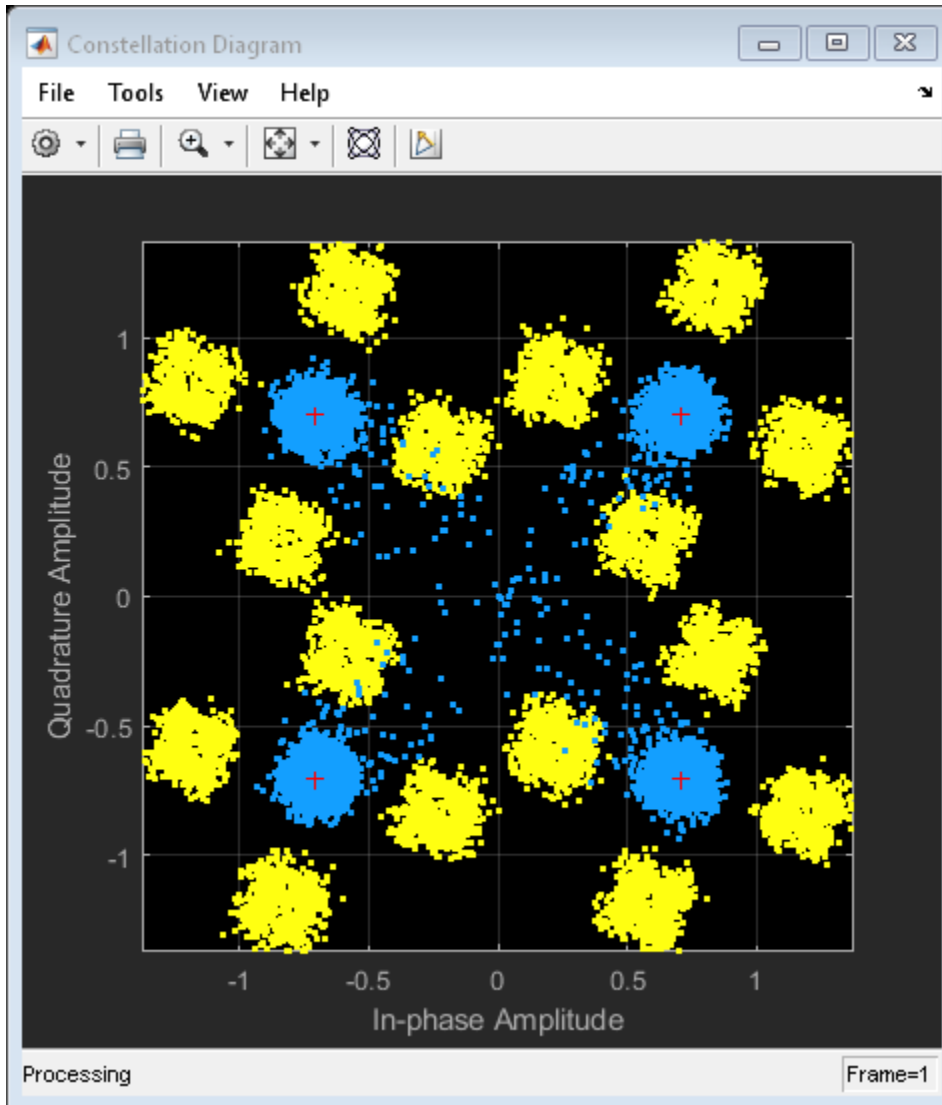 Constellation Diagram
File Tools View Help
1
0.5
0
-0.5
-1
Quadrature Amplitude
-1 -0.5 0 0.5 1
In-phase Amplitude
Processing Frame=1